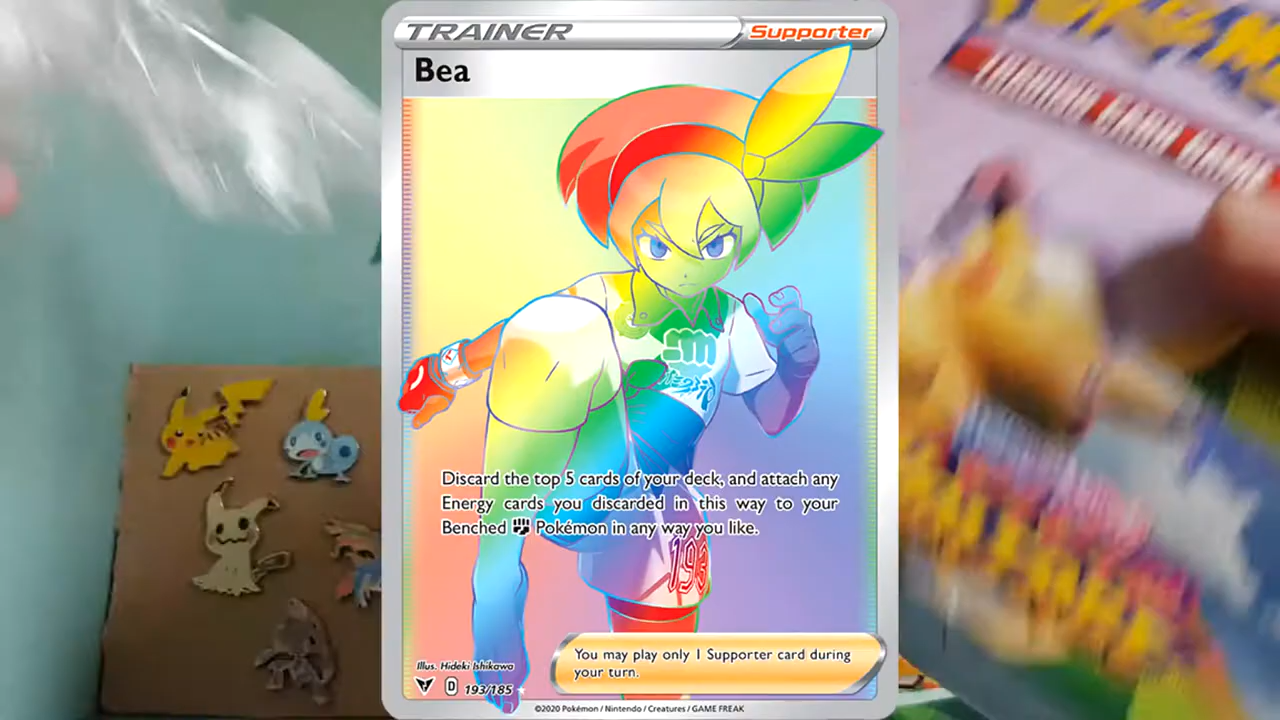 TRAINER
Supporter
Bea
Discard the top 5 cards of your deck, and attach any
Energy cards you discarded in this way to your
Benched Pokémon in any way you like.
193
You may play only 1 Supporter card during
your turn.
Illus. Hideki Ishikawa
D 193/185
©2020 Pokémon / Nintendo / Creatures / GAME FREAK